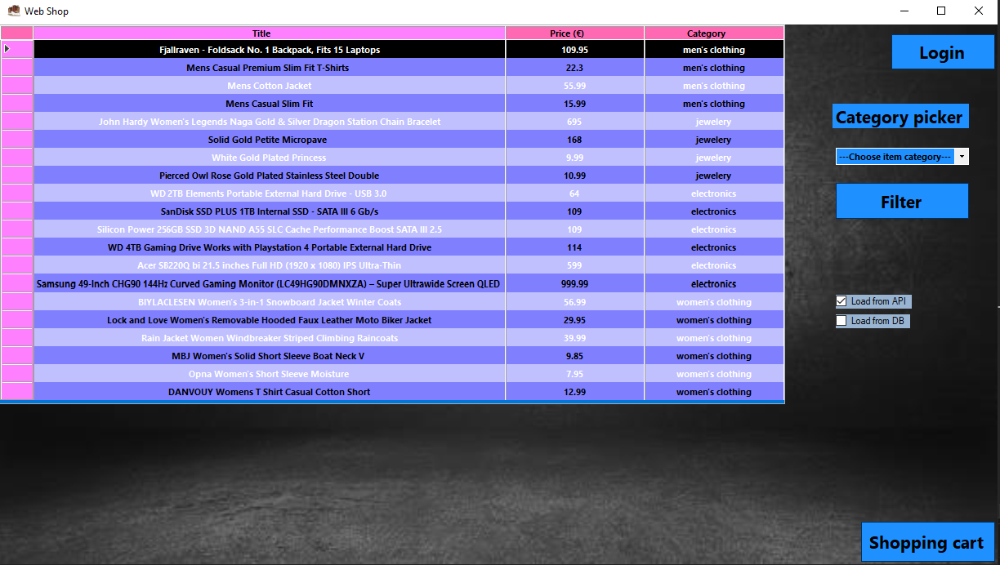 Web Shop
Title Price (€) Category
Fjallraven - Foldsack No. 1 Backpack, Fits 15 Laptops 109.95 men's clothing
Mens Casual Premium Slim Fit T-Shirts 22.3 men's clothing
Mens Cotton Jacket 55.99 men's clothing
Mens Casual Slim Fit 15.99 men's clothing
John Hardy Women's Legends Naga Gold & Silver Dragon Station Chain Bracelet 695 jewelery
Solid Gold Petite Micropave 168 jewelery
White Gold Plated Princess 9.99 jewelery
Pierced Owl Rose Gold Plated Stainless Steel Double 10.99 jewelery
WD 2TB Elements Portable External Hard Drive - USB 3.0 64 electronics
SanDisk SSD PLUS 1TB Internal SSD - SATA III 6 Gb/s 109 electronics
Silicon Power 256GB SSD 3D NAND A55 SLC Cache Performance Boost SATA III 2.5 109 electronics
WD 4TB Gaming Drive Works with Playstation 4 Portable External Hard Drive 114 electronics
Acer SB220Q bi 21.5 inches Full HD (1920 x 1080) IPS Ultra-Thin 599 electronics
Samsung 49-Inch CHG90 144Hz Curved Gaming Monitor (LC49HG90DMNXZA) – Super Ultrawide Screen QLED 999.99 electronics
BIYLACLESEN Women's 3-in-1 Snowboard Jacket Winter Coats 56.99 women's clothing
Lock and Love Women's Removable Hooded Faux Leather Moto Biker Jacket 29.95 women's clothing
Rain Jacket Women Windbreaker Striped Climbing Raincoats 39.99 women's clothing
MBJ Women's Solid Short Sleeve Boat Neck V 9.85 women's clothing
Opna Women's Short Sleeve Moisture 7.95 women's clothing
DANVOUY Womens T Shirt Casual Cotton Short 12.99 women's clothing
Login
Category picker
---Choose item category---
Filter
Load from API
Load from DB
Shopping cart